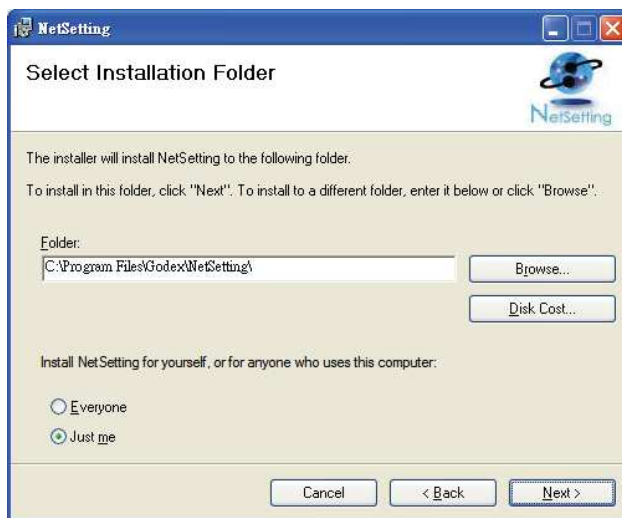 NetSetting
Select Installation Folder
NetSetting
The installer will install NetSetting to the following folder.
To install in this folder, click "Next". To install to a different folder, enter it below or click "Browse".
Folder:
C:\Program Files\Godex\NetSetting\
Browse...
Disk Cost...
Install NetSetting for yourself, or for anyone who uses this computer:
Everyone
Just me
Cancel
< Back
Next >